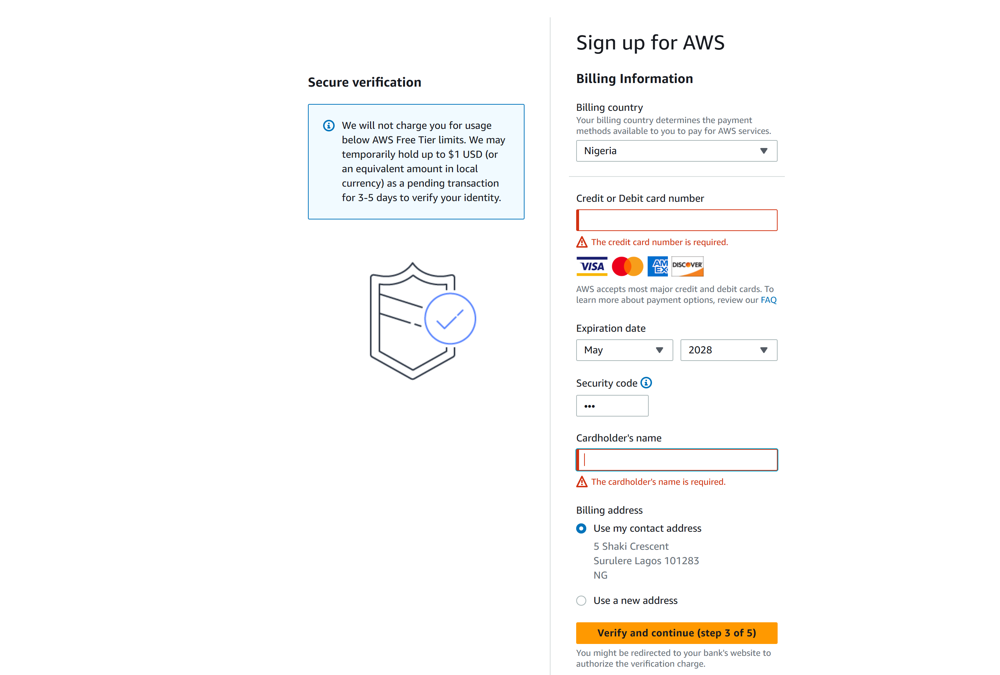 Secure verification
We will not charge you for usage
below AWS Free Tier limits. We may
temporarily hold up to $1 USD (or
an equivalent amount in local
currency) as a pending transaction
for 3-5 days to verify your identity.
Sign up for AWS
Billing Information
Billing country
Your billing country determines the payment
methods available to you to pay for AWS services.
Nigeria
Credit or Debit card number
The credit card number is required.
VISA AMEX DISCOVER
AWS accepts most major credit and debit cards. To
learn more about payment options, review our FAQ
Expiration date
May 2028
Security code
•••
Cardholder's name
The cardholder's name is required.
Billing address
Use my contact address
5 Shaki Crescent
Surulere Lagos 101283
NG
Use a new address
Verify and continue (step 3 of 5)
You might be redirected to your bank's website to
authorize the verification charge.